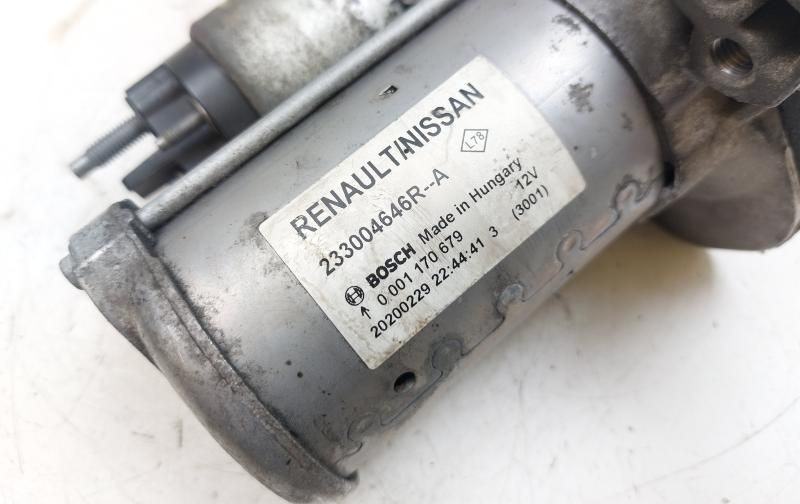 RENAULT/NISSAN
L78
233004646R--A
BOSCH Made in Hungary
↑ 0 001 170 679 12V
20200229 22:44:41 3 (3001)